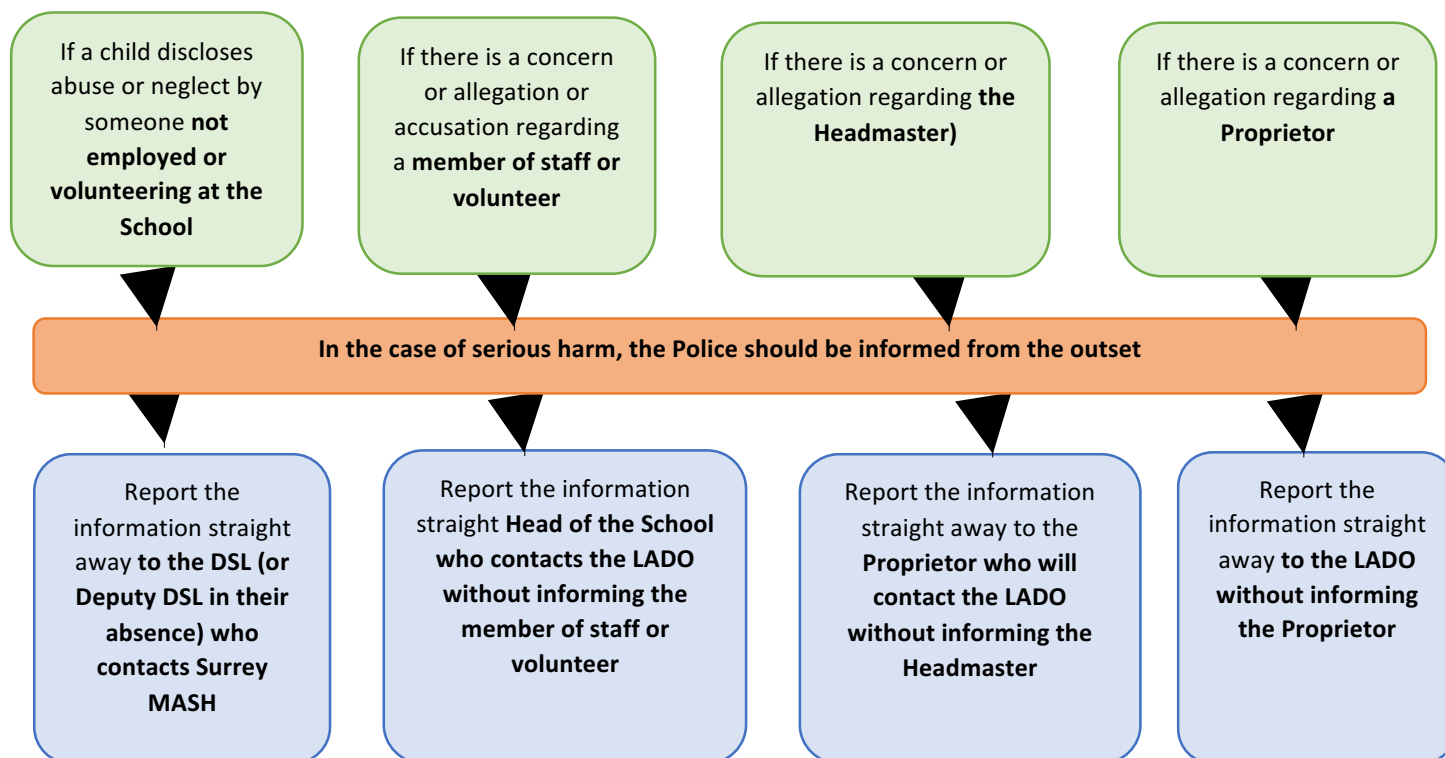 If a child discloses
abuse or neglect by
someone not
employed or
volunteering at the
School
If there is a concern
or allegation or
accusation regarding
a member of staff or
volunteer
If there is a concern or
allegation regarding the
Headmaster)
If there is a concern or
allegation regarding a
Proprietor
In the case of serious harm, the Police should be informed from the outset
Report the
information straight
away to the DSL (or
Deputy DSL in their
absence) who
contacts Surrey
MASH
Report the information
straight Head of the School
who contacts the LADO
without informing the
member of staff or
volunteer
Report the information
straight away to the
Proprietor who will
contact the LADO
without informing the
Headmaster
Report the
information straight
away to the LADO
without informing
the Proprietor